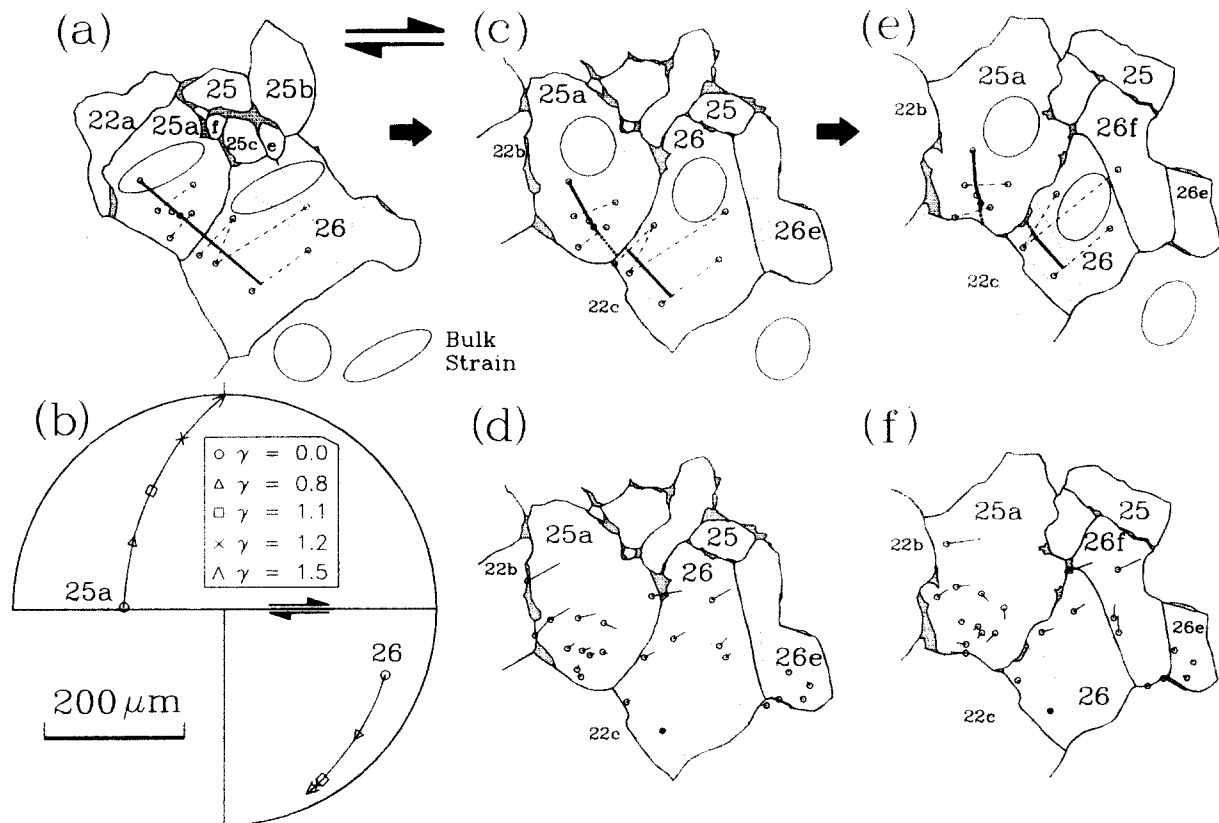 (a)
25
25b
22a
25a
f
25c
e
26
Bulk
Strain
(c)
25a
22b
25
26
26e
22c
(e)
25a
22b
25
26f
26e
26
22c
(b)
○ γ = 0.0
△ γ = 0.8
□ γ = 1.1
× γ = 1.2
∧ γ = 1.5
25a
26
200 μm
(d)
25a
22b
25
26
26e
22c
(f)
25a
22b
25
26f
26e
26
22c